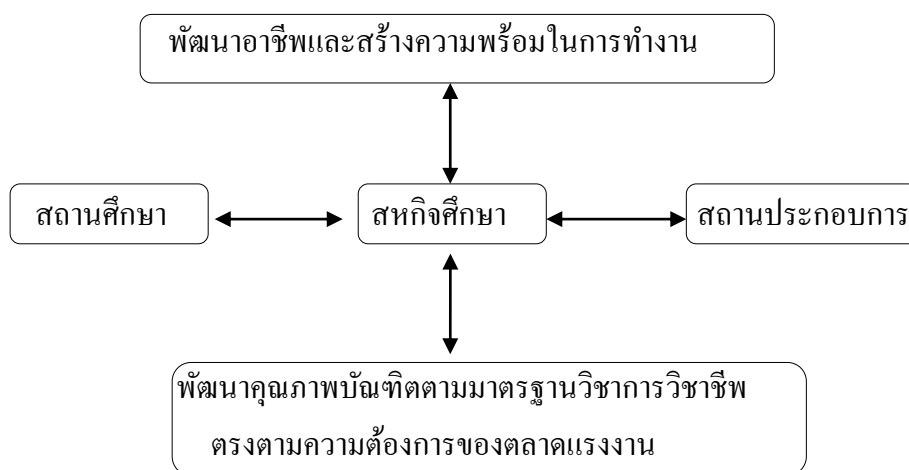 พัฒนาอาชีพและสร้างความพร้อมในการทำงาน
สถานศึกษา
สหกิจศึกษา
สถานประกอบการ
พัฒนาคุณภาพบัณฑิตตามมาตรฐานวิชาการวิชาชีพ
ตรงตามความต้องการของตลาดแรงงาน